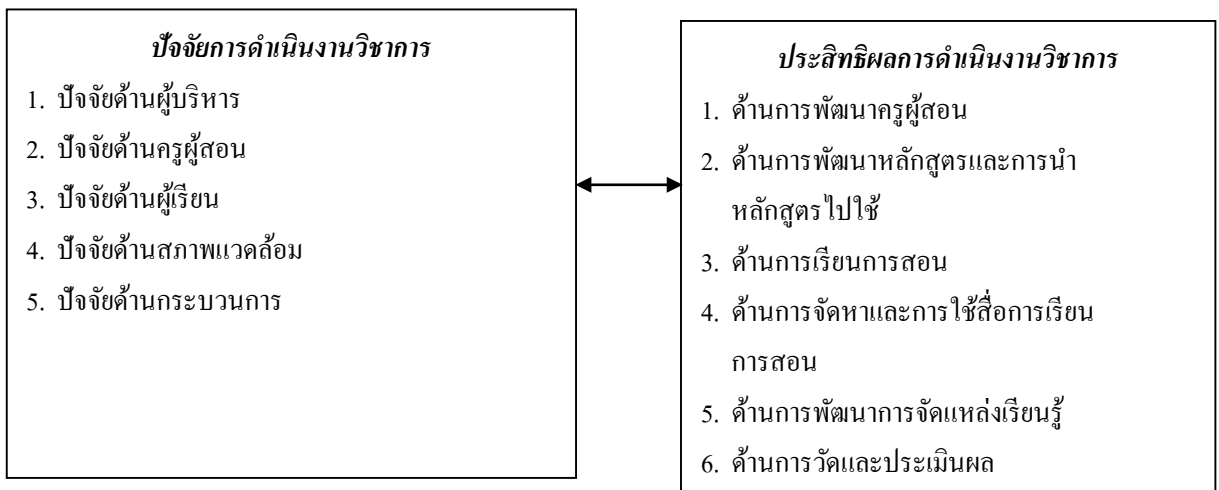 ปัจจัยการดำเนินงานวิชาการ
1. ปัจจัยด้านผู้บริหาร
2. ปัจจัยด้านครูผู้สอน
3. ปัจจัยด้านผู้เรียน
4. ปัจจัยด้านสภาพแวดล้อม
5. ปัจจัยด้านกระบวนการ
ประสิทธิผลการดำเนินงานวิชาการ
1. ด้านการพัฒนาครูผู้สอน
2. ด้านการพัฒนาหลักสูตรและการนำ
หลักสูตรไปใช้
3. ด้านการเรียนการสอน
4. ด้านการจัดหาและการใช้สื่อการเรียน
การสอน
5. ด้านการพัฒนาการจัดแหล่งเรียนรู้
6. ด้านการวัดและประเมินผล